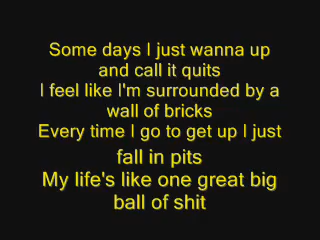 Some days I just wanna up
and call it quits
I feel like I'm surrounded by a
wall of bricks
Every time I go to get up I just
fall in pits
My life's like one great big
ball of shit